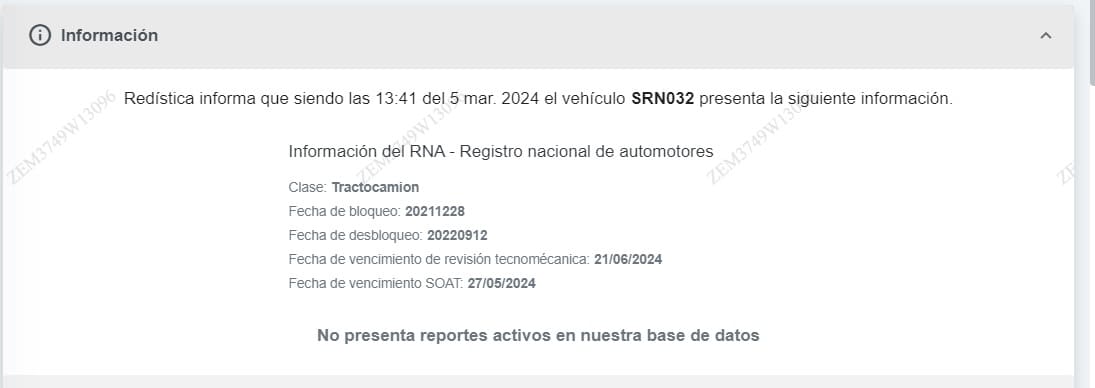 Información
Redística informa que siendo las 13:41 del 5 mar. 2024 el vehículo SRN032 presenta la siguiente información.
ZEM3749W13096
ZEM3749W13096
ZEM3749W13096
ZE
Información del RNA - Registro nacional de automotores
Clase: Tractocamion
Fecha de bloqueo: 20211228
Fecha de desbloqueo: 20220912
Fecha de vencimiento de revisión tecnomécanica: 21/06/2024
Fecha de vencimiento SOAT: 27/05/2024
No presenta reportes activos en nuestra base de datos